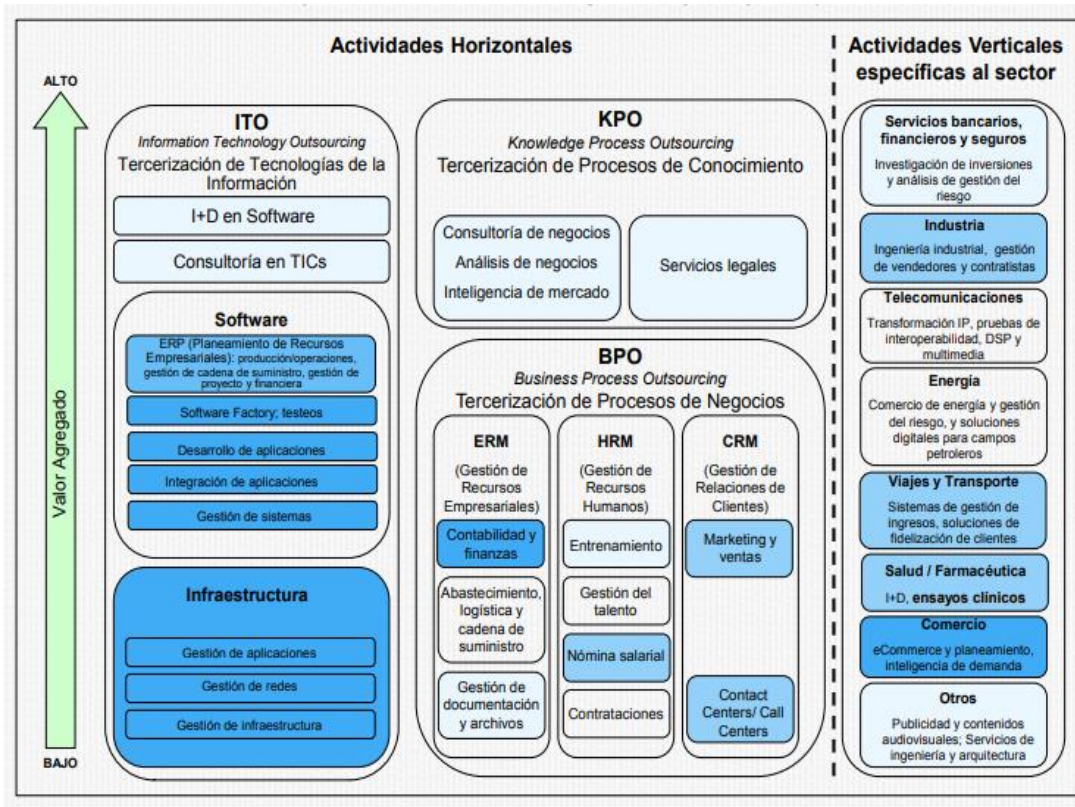 Actividades Horizontales
Actividades Verticales
específicas al sector
ALTO
Valor Agregado
BAJO
ITO
Information Technology Outsourcing
Tercerización de Tecnologías de la
Información
I+D en Software
Consultoría en TICs
Software
ERP (Planeamiento de Recursos
Empresariales): producción/operaciones,
gestión de cadena de suministro, gestión de
proyecto y financiera
Software Factory; testeos
Desarrollo de aplicaciones
Integración de aplicaciones
Gestión de sistemas
Infraestructura
Gestión de aplicaciones
Gestión de redes
Gestión de infraestructura
KPO
Knowledge Process Outsourcing
Tercerización de Procesos de Conocimiento
Consultoría de negocios
Análisis de negocios
Inteligencia de mercado
Servicios legales
BPO
Business Process Outsourcing
Tercerización de Procesos de Negocios
ERM
(Gestión de
Recursos
Empresariales)
Contabilidad y
finanzas
Abastecimiento,
logística y
cadena de
suministro
Gestión de
documentación
y archivos
HRM
(Gestión de
Recursos
Humanos)
Entrenamiento
Gestión del
talento
Nómina salarial
Contrataciones
CRM
(Gestión de
Relaciones de
Clientes)
Marketing y
ventas
Contact
Centers/ Call
Centers
Servicios bancarios,
financieros y seguros
Investigación de inversiones
y análisis de gestión del
riesgo
Industria
Ingeniería industrial, gestión
de vendedores y contratistas
Telecomunicaciones
Transformación IP, pruebas de
interoperabilidad, DSP y
multimedia
Energía
Comercio de energía y gestión
del riesgo, y soluciones
digitales para campos
petroleros
Viajes y Transporte
Sistemas de gestión de
ingresos, soluciones de
fidelización de clientes
Salud / Farmacéutica
I+D, ensayos clínicos
Comercio
eCommerce y planeamiento,
inteligencia de demanda
Otros
Publicidad y contenidos
audiovisuales; Servicios de
ingeniería y arquitectura